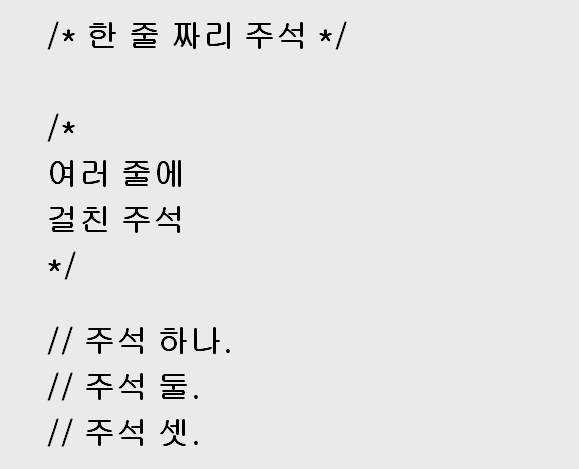 /* 한 줄 짜리 주석 */
/*
여러 줄에
걸친 주석
*/
// 주석 하나.
// 주석 둘.
// 주석 셋.